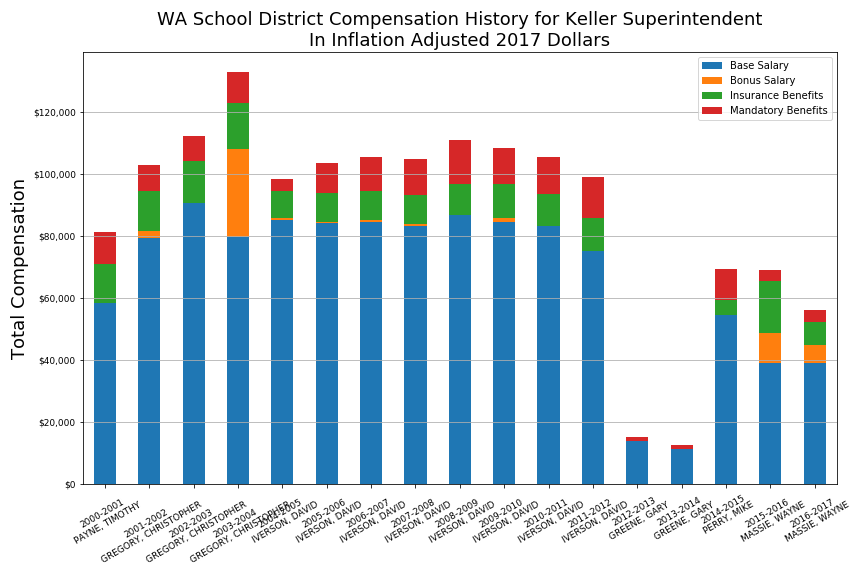 WA School District Compensation History for Keller Superintendent
In Inflation Adjusted 2017 Dollars
Total Compensation
$120,000
$100,000
$80,000
$60,000
$40,000
$20,000
$0
Base Salary
Bonus Salary
Insurance Benefits
Mandatory Benefits
2000-2001
PAYNE, TIMOTHY
2001-2002
GREGORY, CHRISTOPHER
2002-2003
GREGORY, CHRISTOPHER
2003-2004
GREGORY, CHRISTOPHER
2004-2005
IVERSON, DAVID
2005-2006
IVERSON, DAVID
2006-2007
IVERSON, DAVID
2007-2008
IVERSON, DAVID
2008-2009
IVERSON, DAVID
2009-2010
IVERSON, DAVID
2010-2011
IVERSON, DAVID
2011-2012
IVERSON, DAVID
2012-2013
GREENE, GARY
2013-2014
GREENE, GARY
2014-2015
PERRY, MIKE
2015-2016
MASSIE, WAYNE
2016-2017
MASSIE, WAYNE